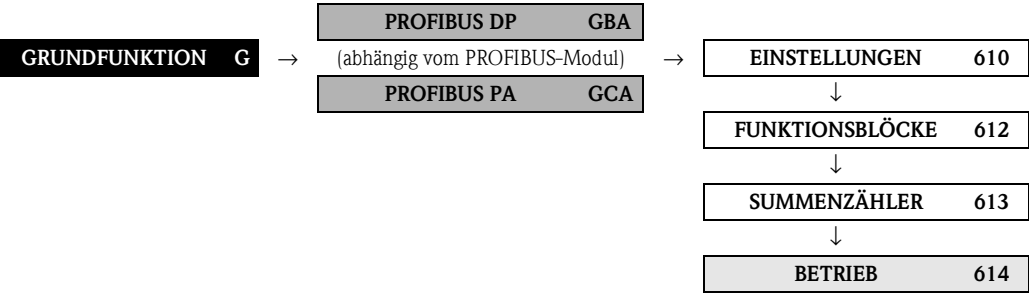 PROFIBUS DP GBA
GRUNDFUNKTION G → (abhängig vom PROFIBUS-Modul) → EINSTELLUNGEN 610
PROFIBUS PA GCA
↓
FUNKTIONSBLÖCKE 612
↓
SUMMENZÄHLER 613
↓
BETRIEB 614